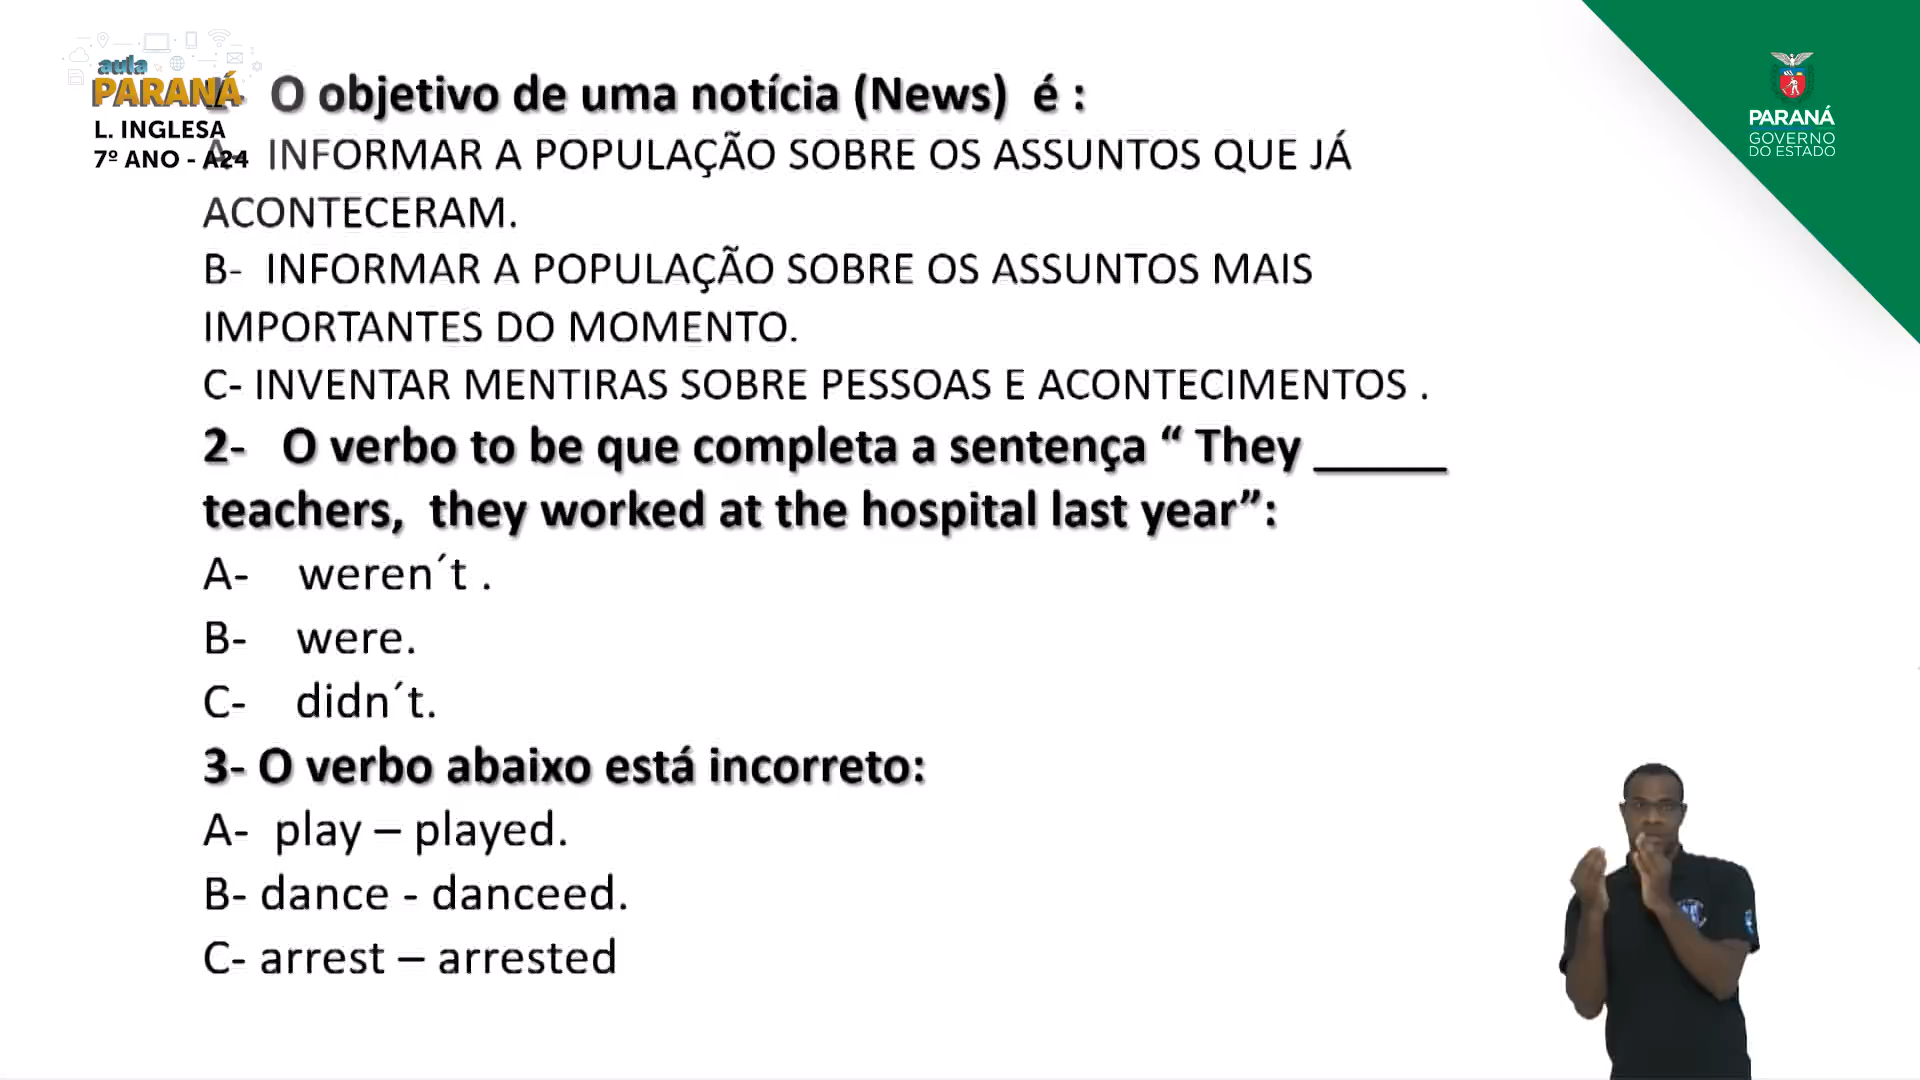 aula
PARANÁ
L. INGLESA
7º ANO - A24
O objetivo de uma notícia (News) é :
A- INFORMAR A POPULAÇÃO SOBRE OS ASSUNTOS QUE JÁ
ACONTECERAM.
B- INFORMAR A POPULAÇÃO SOBRE OS ASSUNTOS MAIS
IMPORTANTES DO MOMENTO.
C- INVENTAR MENTIRAS SOBRE PESSOAS E ACONTECIMENTOS .
2- O verbo to be que completa a sentença “ They _____
teachers, they worked at the hospital last year”:
A- weren´t .
B- were.
C- didn´t.
3- O verbo abaixo está incorreto:
A- play – played.
B- dance - danceed.
C- arrest – arrested
PARANÁ
GOVERNO
DO ESTADO